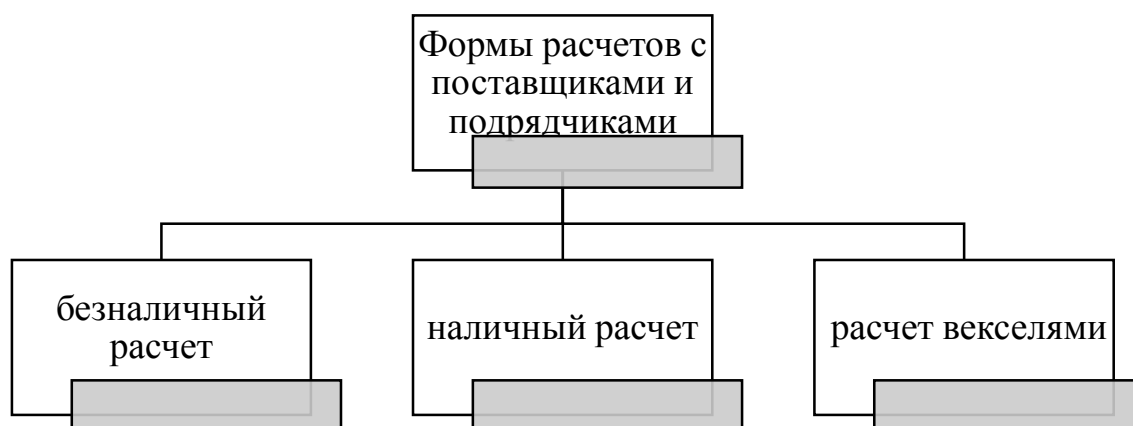 Формы расчетов с
поставщиками и
подрядчиками
безналичный
расчет
наличный расчет
расчет векселями